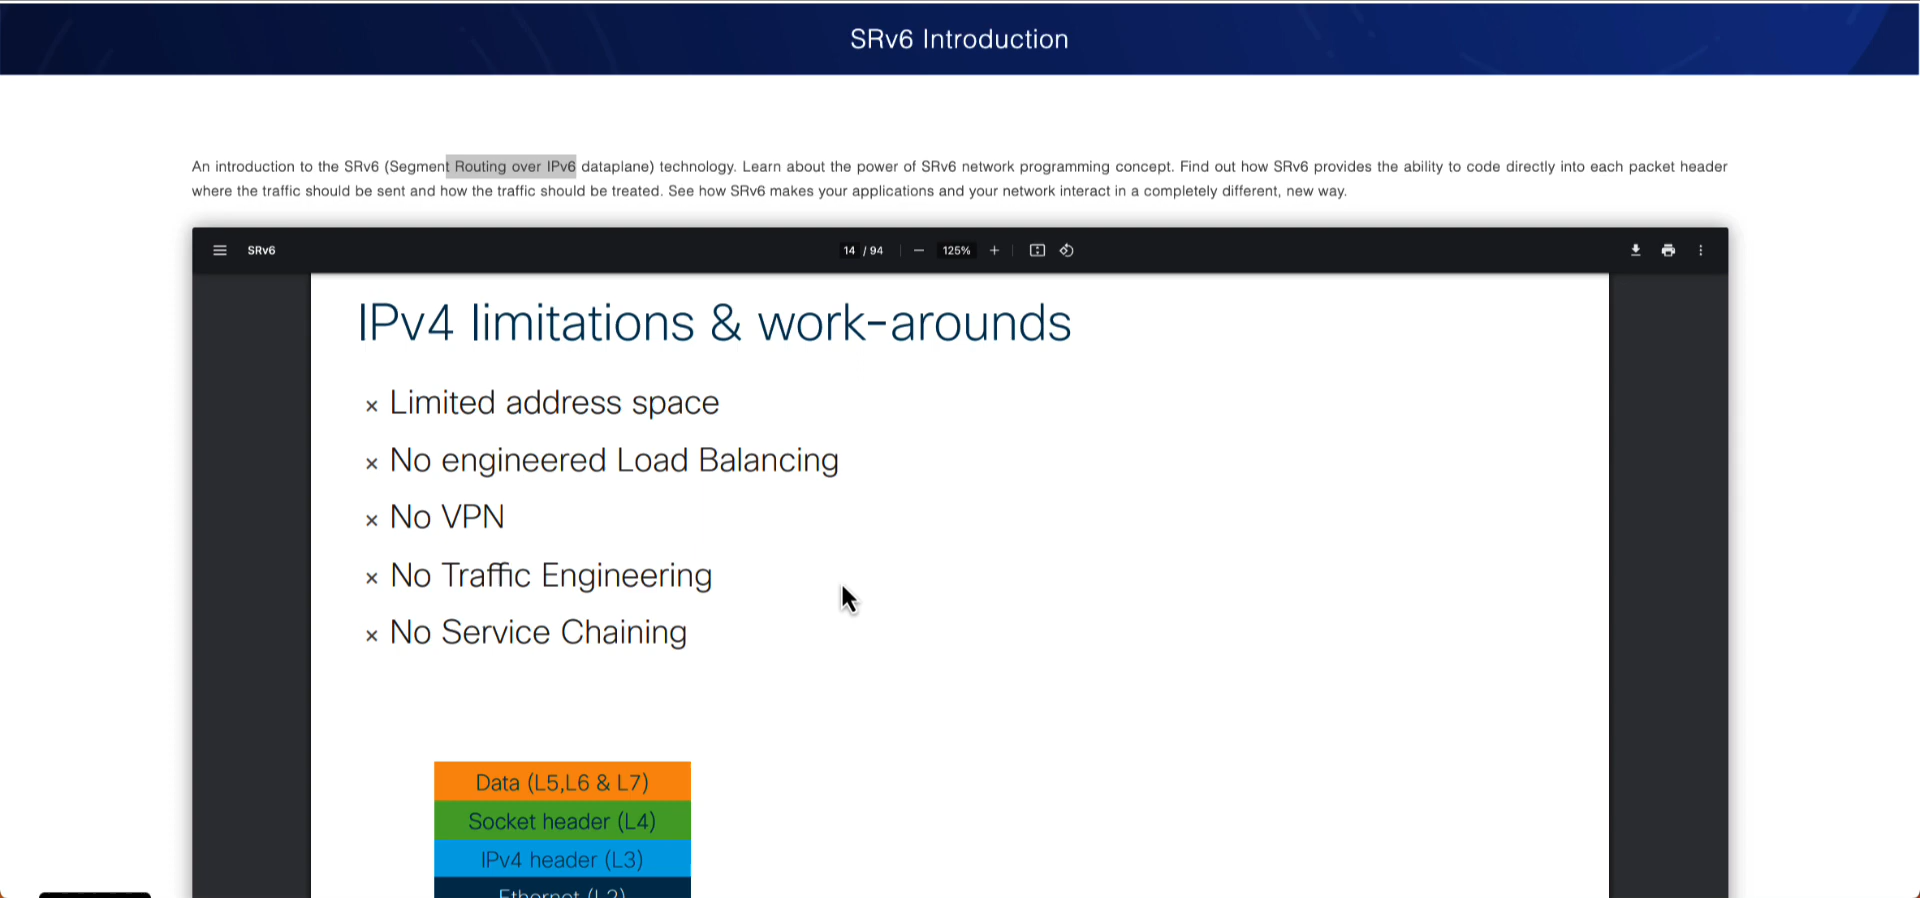 SRv6 Introduction
An introduction to the SRv6 (Segment Routing over IPv6 dataplane) technology. Learn about the power of SRv6 network programming concept. Find out how SRv6 provides the ability to code directly into each packet header
where the traffic should be sent and how the traffic should be treated. See how SRv6 makes your applications and your network interact in a completely different, new way.
SRv6 14 / 94 125%
IPv4 limitations & work-arounds
× Limited address space
× No engineered Load Balancing
× No VPN
× No Traffic Engineering
× No Service Chaining
Data (L5,L6 & L7)
Socket header (L4)
IPv4 header (L3)
Ethernet (L2)